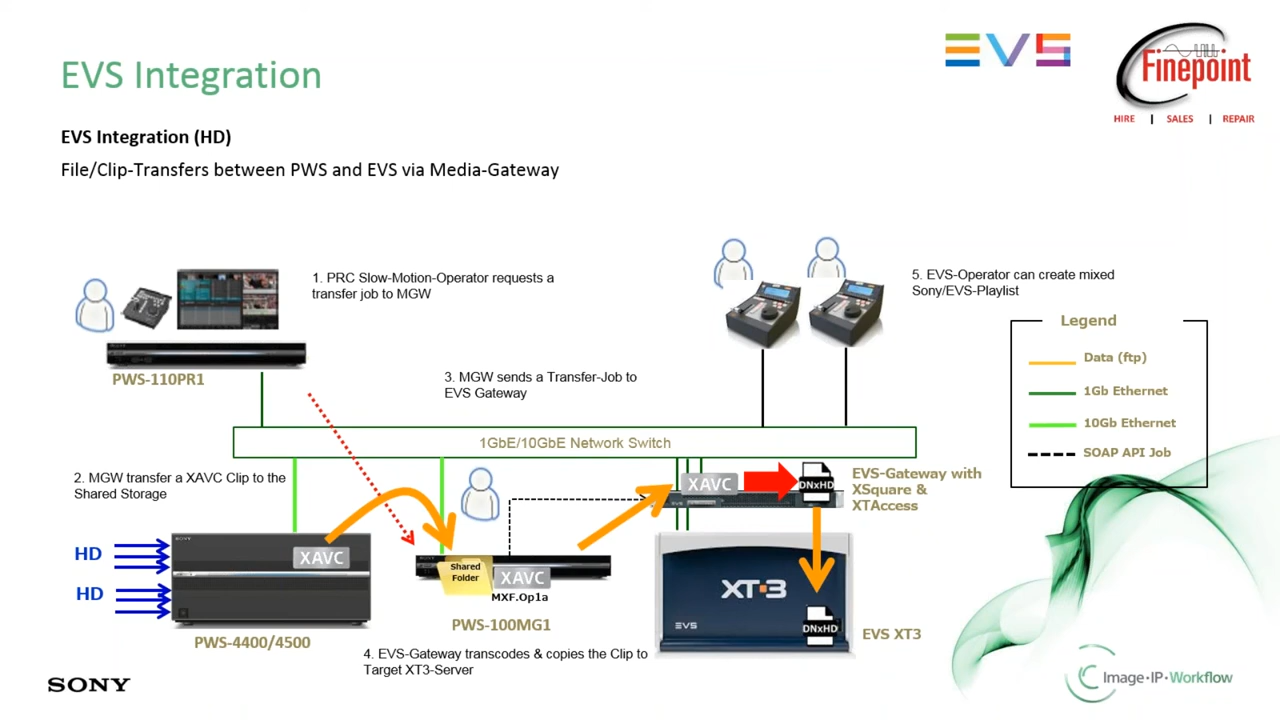 EVS Integration
EVS
Finepoint
HIRE | SALES | REPAIR
EVS Integration (HD)
File/Clip-Transfers between PWS and EVS via Media-Gateway
1. PRC Slow-Motion-Operator requests a
transfer job to MGW
5. EVS-Operator can create mixed
Sony/EVS-Playlist
Legend
Data (ftp)
1Gb Ethernet
10Gb Ethernet
SOAP API Job
PWS-110PR1
3. MGW sends a Transfer-Job to
EVS Gateway
1GbE/10GbE Network Switch
2. MGW transfer a XAVC Clip to the
Shared Storage
XAVC
DNxHD
EVS-Gateway with
XSquare &
XTAccess
EVS
SONY
HD
HD
XAVC
SONY
Shared
Folder
XAVC
MXF.Op1a
XT3
EVS
DNxHD
PWS-4400/4500
PWS-100MG1
EVS XT3
4. EVS-Gateway transcodes & copies the Clip to
Target XT3-Server
SONY
Image·IP·Workflow